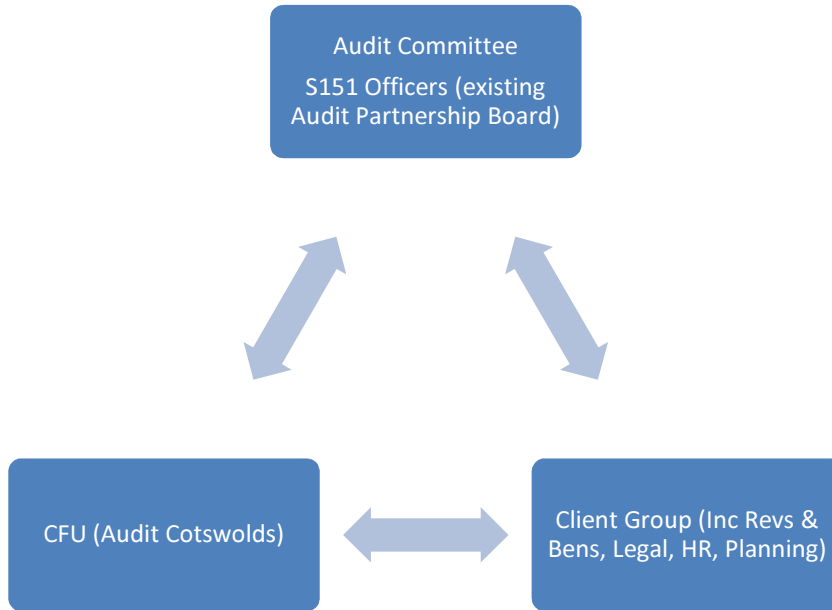 Audit Committee
S151 Officers (existing
Audit Partnership Board)
CFU (Audit Cotswolds)
Client Group (Inc Revs &
Bens, Legal, HR, Planning)